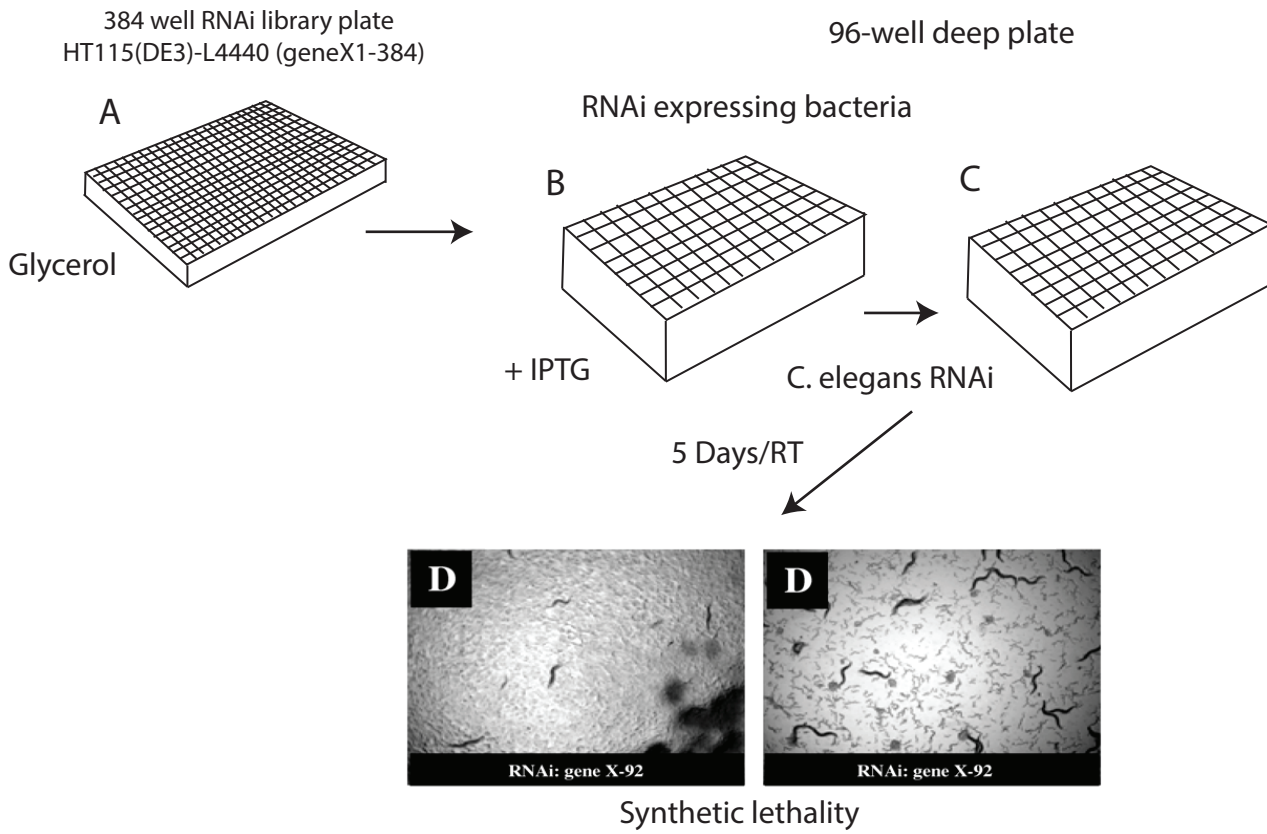 384 well RNAi library plate
HT115(DE3)-L4440 (geneX1-384)
96-well deep plate
A
RNAi expressing bacteria
B
C
Glycerol
+ IPTG
C. elegans RNAi
5 Days/RT
D
D
RNAi: gene X-92
RNAi: gene X-92
Synthetic lethality